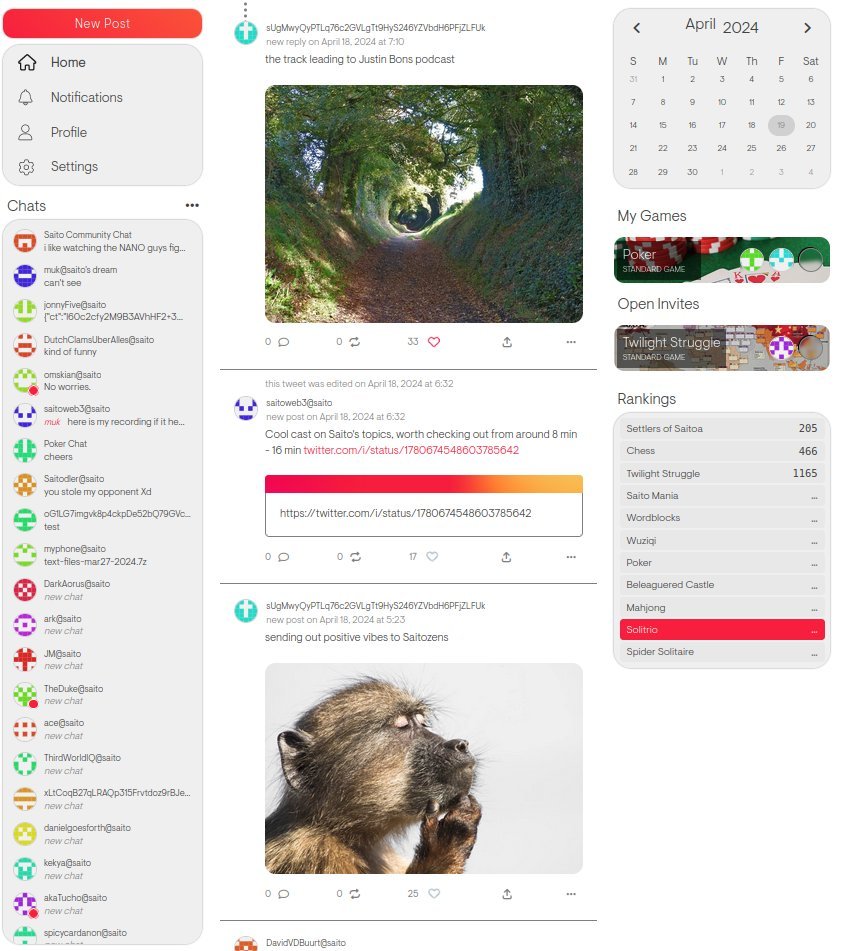 New Post
Home
Notifications
Profile
Settings
Chats
Saito Community Chat
i like watching the NANO guys fig...
muk@saito's dream
can't see
jonnyFive@saito
{"ct":"l60c2cfy2M9B3AVhHF2+3...
DutchClamsUberAlles@saito
kind of funny
omskian@saito
No worries.
saitoweb3@saito
muk here is my recording if it he...
Poker Chat
cheers
Saitodler@saito
you stole my opponent Xd
oG1LG7imgvk8p4ckpDe52bQ79GVc...
test
myphone@saito
text-files-mar27-2024.7z
DarkAorus@saito
new chat
ark@saito
new chat
JM@saito
new chat
TheDuke@saito
new chat
ace@saito
new chat
ThirdWorldIQ@saito
new chat
xLtCoqB27qLRAQp315Frvtdoz9rBJe...
new chat
danielgoesforth@saito
new chat
kekya@saito
new chat
akaTucho@saito
new chat
spicycardanon@saito
sUgMwyQyPTLq76c2GVLgTt9HyS246YZVbdH6PFjZLFUk
new reply on April 18, 2024 at 7:10
the track leading to Justin Bons podcast
0 0 33
this tweet was edited on April 18, 2024 at 6:32
saitoweb3@saito
new post on April 18, 2024 at 6:32
Cool cast on Saito's topics, worth checking out from around 8 min
- 16 min twitter.com/i/status/1780674548603785642
https://twitter.com/i/status/1780674548603785642
0 0 17
sUgMwyQyPTLq76c2GVLgTt9HyS246YZVbdH6PFjZLFUk
new post on April 18, 2024 at 5:23
sending out positive vibes to Saitozens
0 0 25
DavidVDBuurt@saito
April 2024
S M Tu W Th F Sat
31 1 2 3 4 5 6
7 8 9 10 11 12 13
14 15 16 17 18 19 20
21 22 23 24 25 26 27
28 29 30 1 2 3 4
My Games
Poker
STANDARD GAME
Open Invites
Twilight Struggle
STANDARD GAME
Rankings
Settlers of Saitoa 205
Chess 466
Twilight Struggle 1165
Saito Mania ...
Wordblocks ...
Wuziqi ...
Poker ...
Beleaguered Castle ...
Mahjong ...
Solitrio ...
Spider Solitaire ...